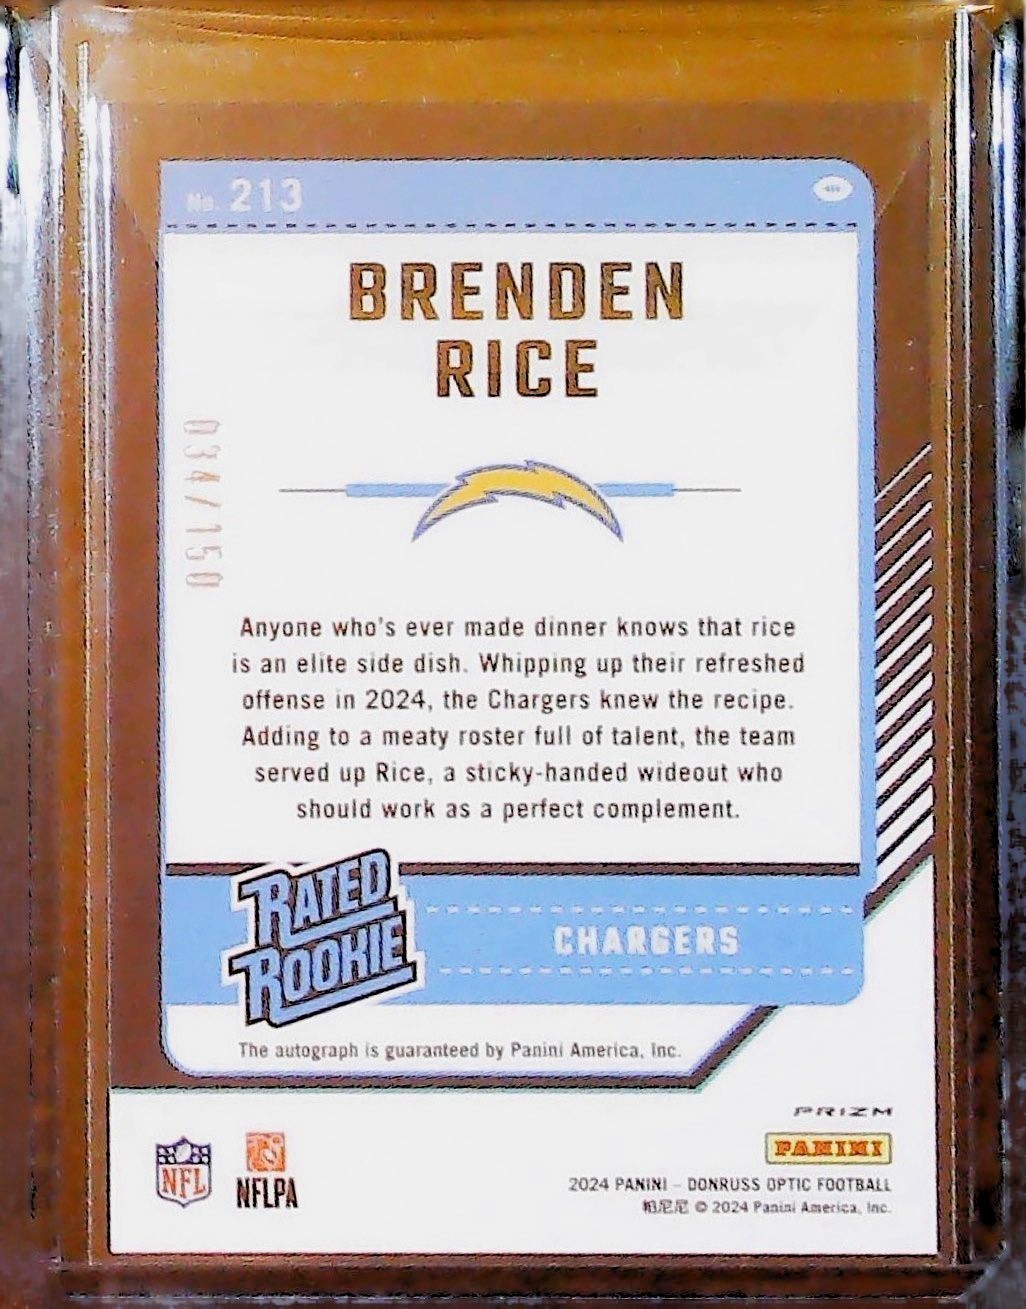 No. 213
BRENDEN
RICE
034/150
Anyone who's ever made dinner knows that rice
is an elite side dish. Whipping up their refreshed
offense in 2024, the Chargers knew the recipe.
Adding to a meaty roster full of talent, the team
served up Rice, a sticky-handed wideout who
should work as a perfect complement.
RATED
ROOKIE
CHARGERS
The autograph is guaranteed by Panini America, Inc.
PRIZM
PANINI
NFL
NFLPA
2024 PANINI – DONRUSS OPTIC FOOTBALL
帕尼尼 © 2024 Panini America, Inc.